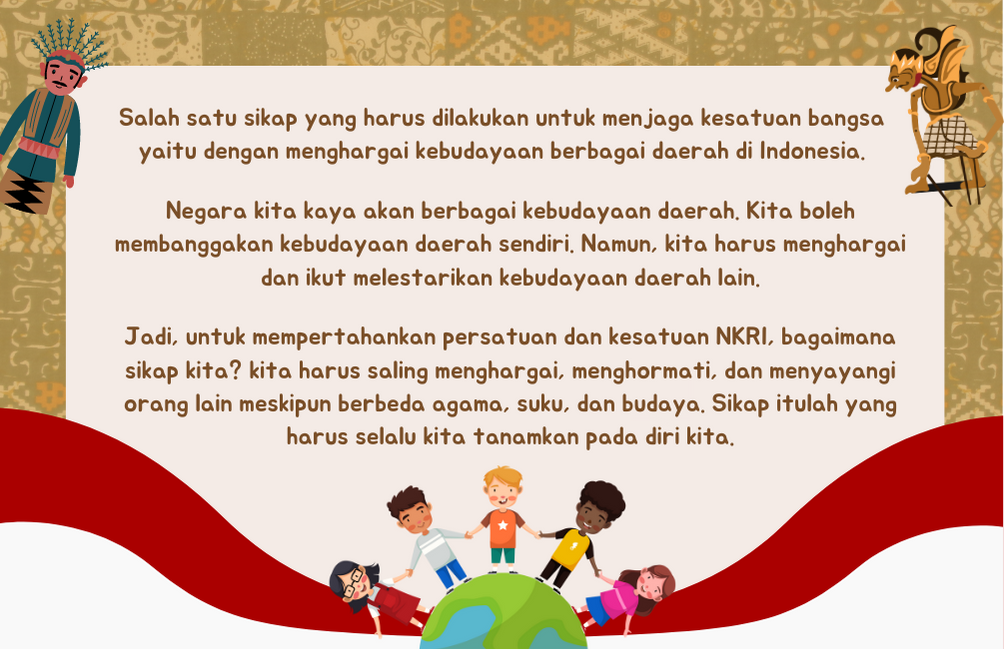 Salah satu sikap yang harus dilakukan untuk menjaga kesatuan bangsa
yaitu dengan menghargai kebudayaan berbagai daerah di Indonesia.
Negara kita kaya akan berbagai kebudayaan daerah. Kita boleh
membanggakan kebudayaan daerah sendiri. Namun, kita harus menghargai
dan ikut melestarikan kebudayaan daerah lain.
Jadi, untuk mempertahankan persatuan dan kesatuan NKRI, bagaimana
sikap kita? kita harus saling menghargai, menghormati, dan menyayangi
orang lain meskipun berbeda agama, suku, dan budaya. Sikap itulah yang
harus selalu kita tanamkan pada diri kita.